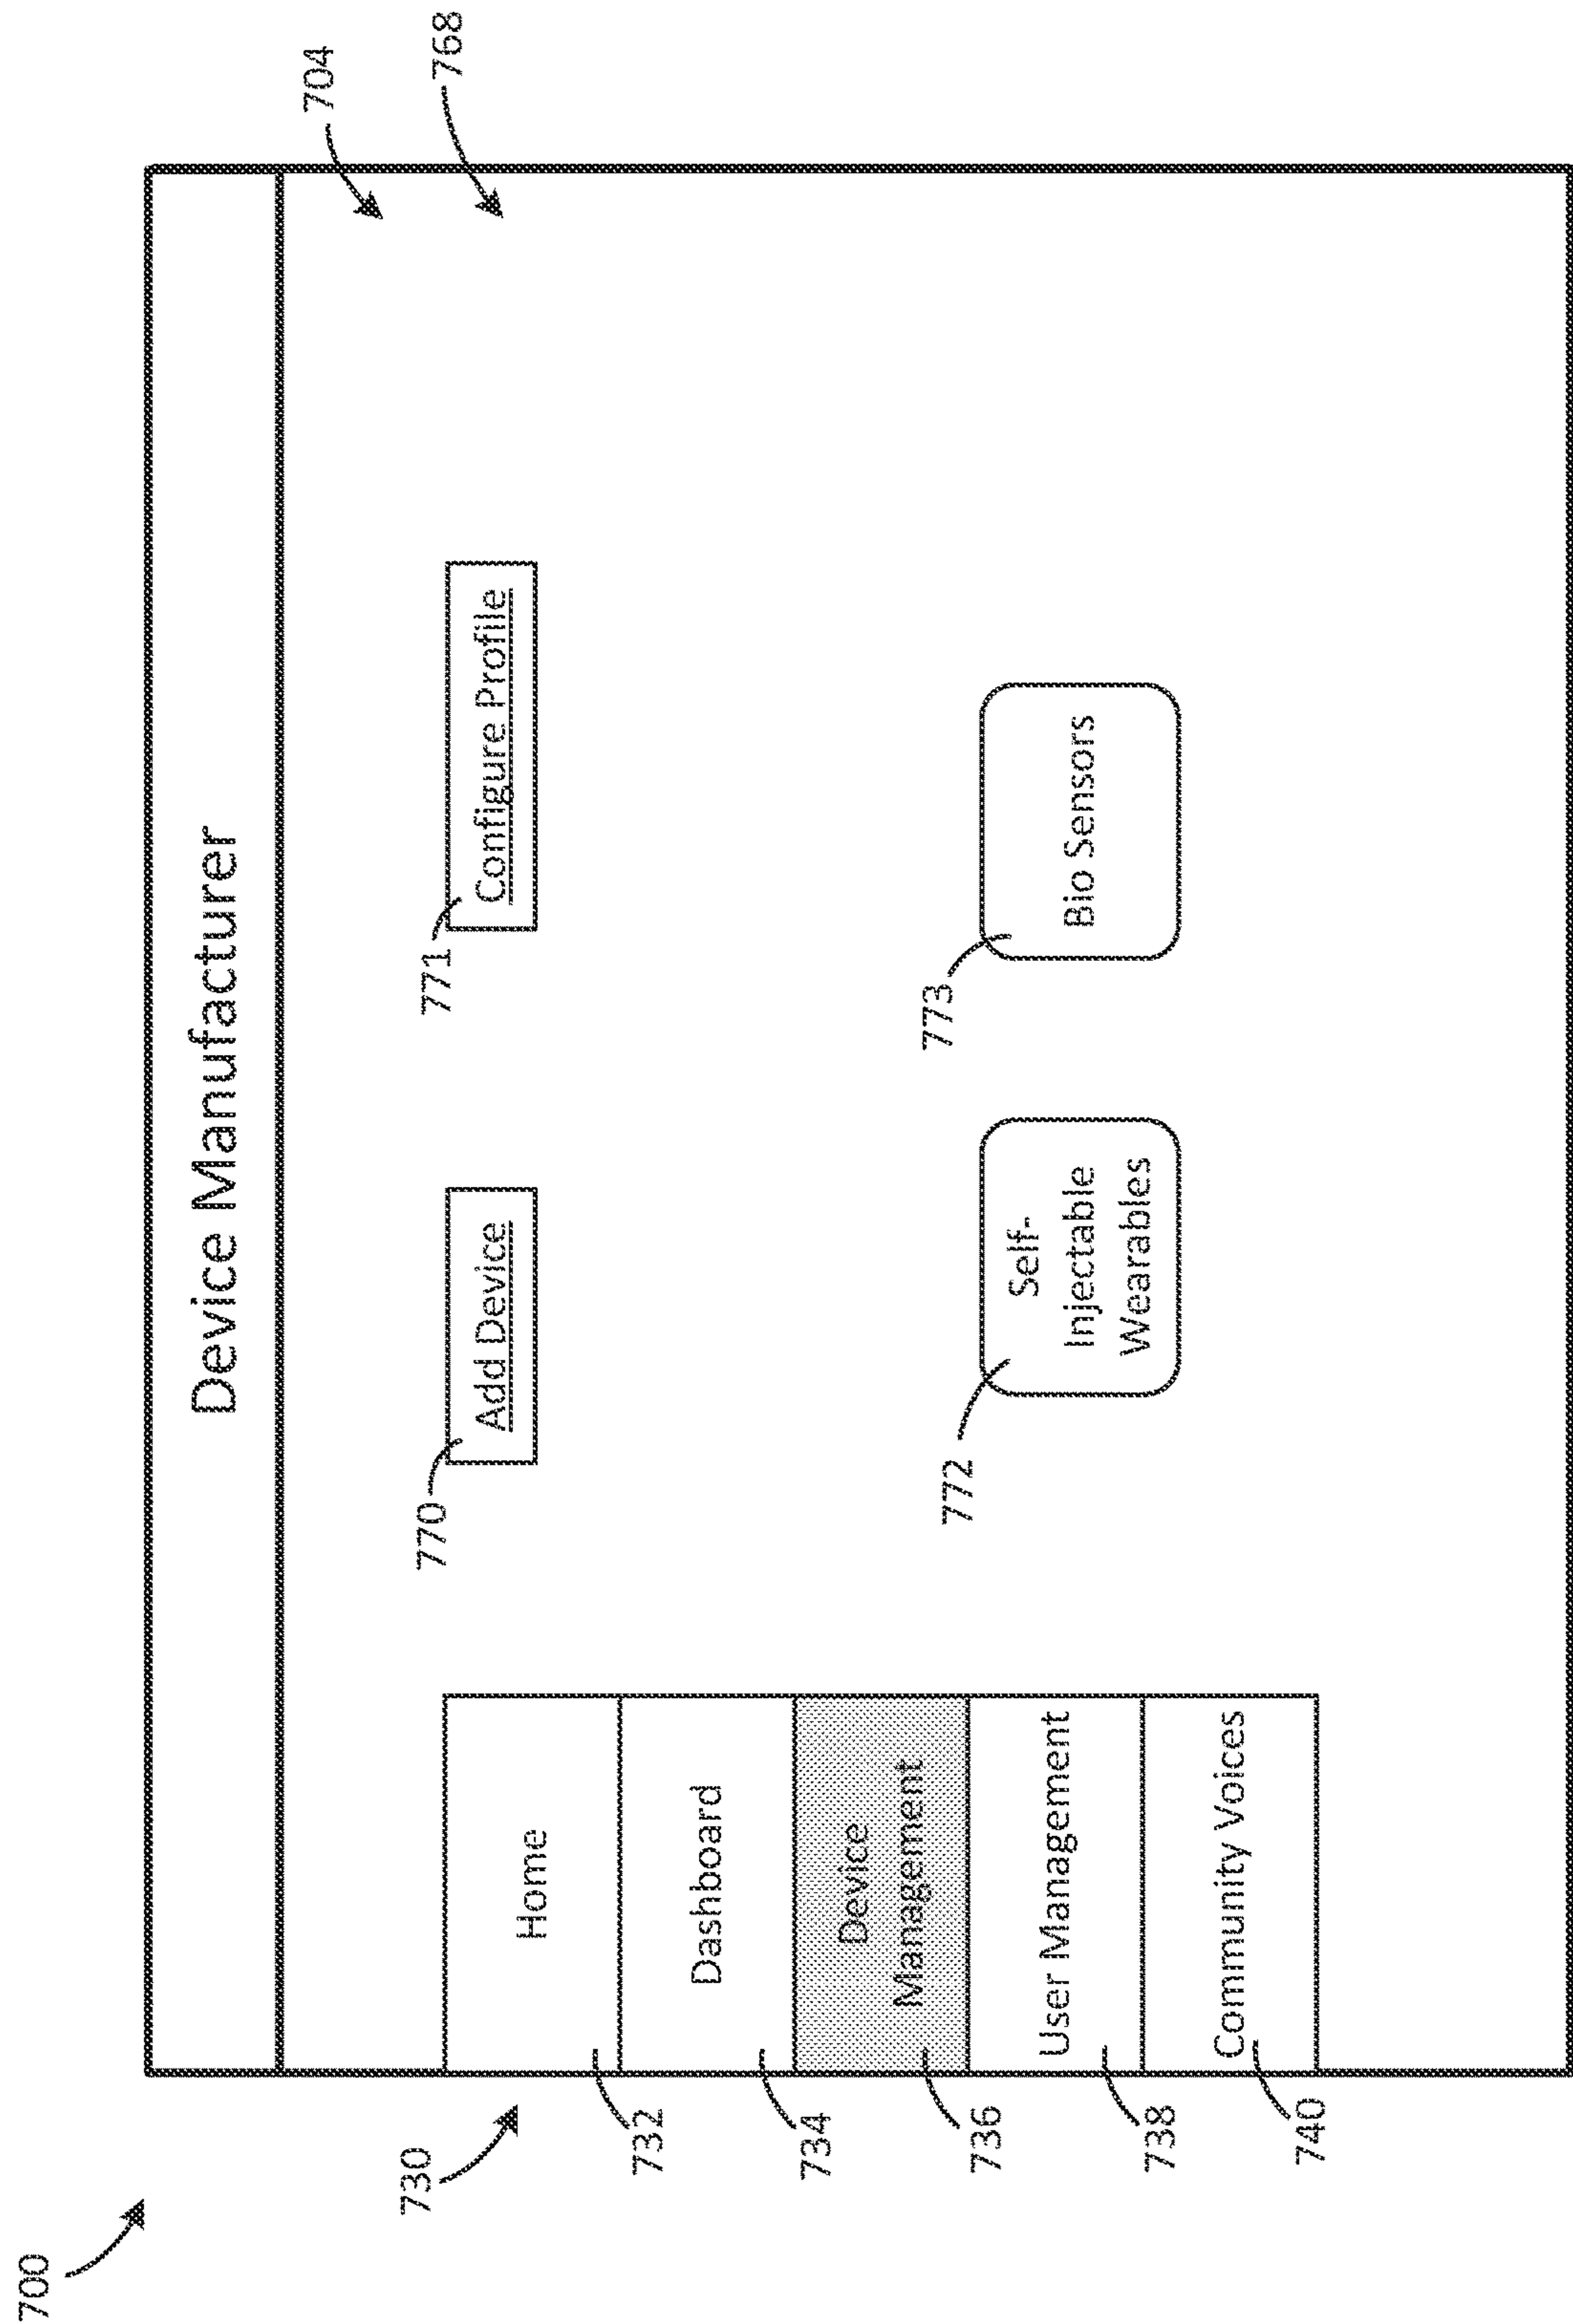 700
Device Manufacturer
704
768
730
732
Home
734
Dashboard
736
Device
Management
738
User Management
740
Community Voices
770
Add Device
771
Configure Profile
772
Self-
Injectable
Wearables
773
Bio Sensors